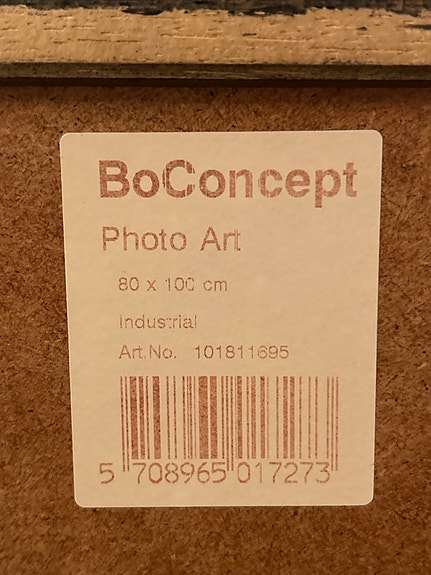 BoConcept
Photo Art
80 x 100 cm
Industrial
Art.No. 101811695
5 708965 017273